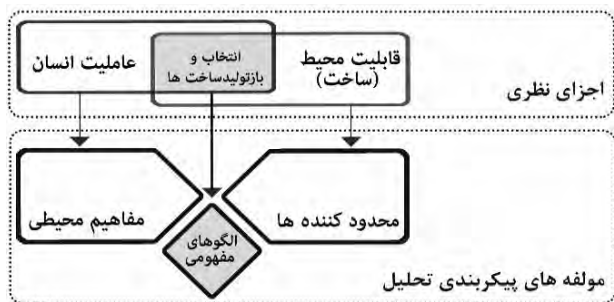 قابلیت محیط
(ساخت)
انتخاب و
بازتولیدساخت ها
عاملیت انسان
اجزای نظری
محدود کننده ها
مفاهیم محیطی
الگوهای
مفهومی
مولفه های پیکربندی تحلیل